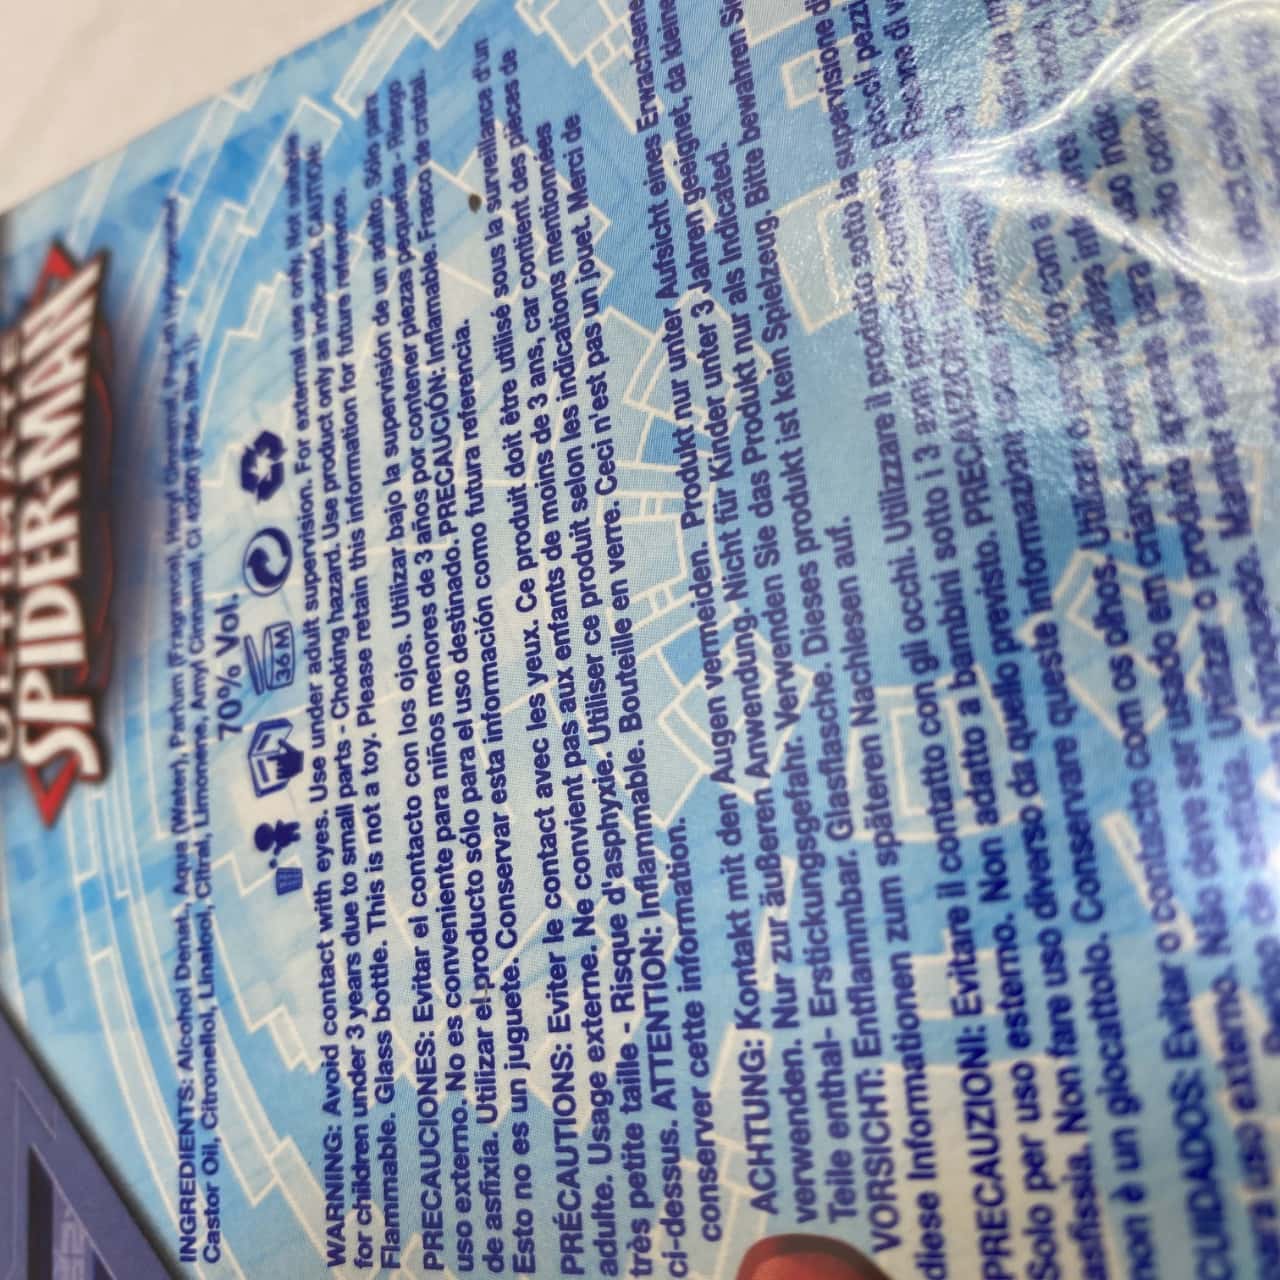 SPIDER-MAN
INGREDIENTS: Alcohol Denat., Aqua (Water), Parfum (Fragrance), Hexyl Cinnamal,
Castor Oil, Citronellol, Linalool, Citral, Limonene, Amyl Cinnamal, CI
70% Vol.
36 M
WARNING: Avoid contact with eyes. Use under adult supervision. For external use only. Not suitable
for children under 3 years due to small parts - Choking hazard. Use product only as indicated. CAUTION:
Flammable. Glass bottle. This is not a toy. Please retain this information for future reference.
PRECAUCIONES: Evitar el contacto con los ojos. Utilizar bajo la supervisión de un adulto. Sólo para
uso externo. No es conveniente para niños menores de 3 años por contener piezas pequeñas - Riesgo
de asfixia. Utilizar el producto sólo para el uso destinado. PRECAUCIÓN: Inflamable. Frasco de cristal.
Esto no es un juguete. Conservar esta información como futura referencia.
PRÉCAUTIONS: Eviter le contact avec les yeux. Ce produit doit être utilisé sous la surveillance d'un
adulte. Usage externe. Ne convient pas aux enfants de moins de 3 ans, car contient des pièces de
très petite taille - Risque d'asphyxie. Utiliser ce produit selon les indications mentionnées
ci-dessus. ATTENTION: Inflammable. Bouteille en verre. Ceci n'est pas un jouet. Merci de
conserver cette information.
ACHTUNG: Kontakt mit den Augen vermeiden. Produkt nur unter Aufsicht eines Erwachsene
verwenden. Nur zur äußeren Anwendung. Nicht für Kinder unter 3 Jahren geeignet, da kleine
Teile enthal- Erstickungsgefahr. Verwenden Sie das Produkt nur als Indicated.
VORSICHT: Entflammbar. Glasflasche. Dieses produkt ist kein Spielzeug. Bitte bewahren Sie
diese Informationen zum späteren Nachlesen auf.
PRECAUZIONI: Evitare il contatto con gli occhi. Utilizzare il prodotto sotto la supervisione di
Solo per uso esterno. Non adatto a bambini sotto i 3 anni perché contiene piccoli pezzi
asfissia. Non fare uso diverso da quello previsto. PRECAUZIONE:
non è un giocattolo. Conservare queste informazioni
CUIDADOS: Evitar o contacto com os olhos. Utilizar o
para uso externo. Não deve ser usado em crianças
de asfixia. Utilizar o produto